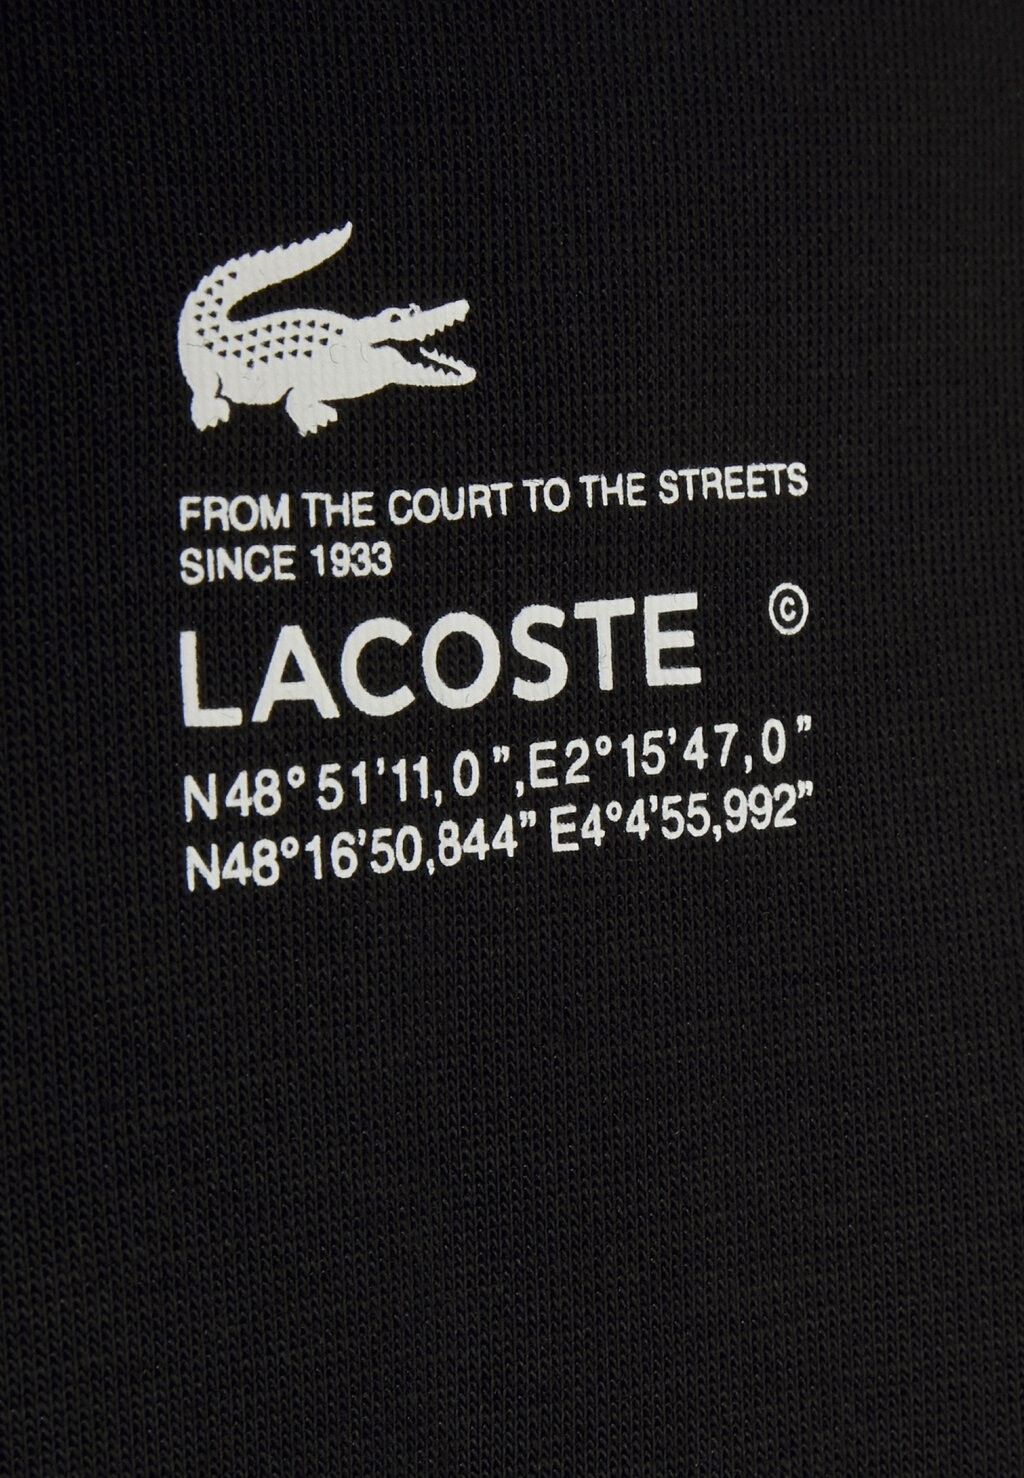 FROM THE COURT TO THE STREETS
SINCE 1933
LACOSTE ©
N48°51’11,0”,E2°15’47,0”
N48°16’50,844” E4°4’55,992”